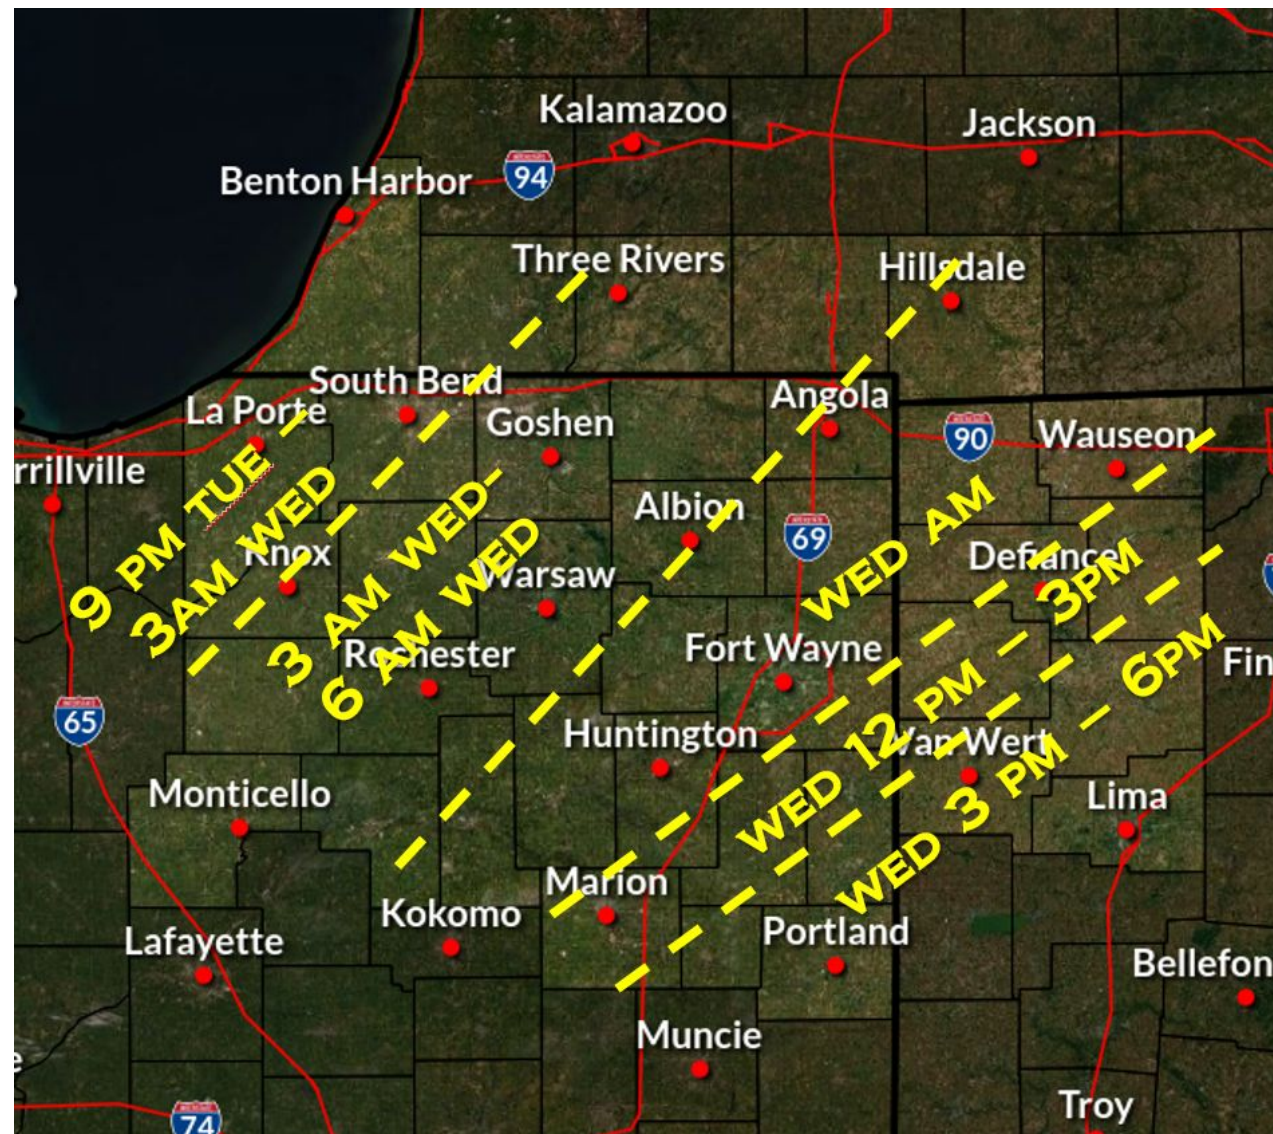 Kalamazoo
Jackson
94
Benton Harbor
Three Rivers
Hillsdale
South Bend
La Porte
Goshen
Angola
90
Wauseon
rrillville
9 PM TUE
3AM WED
Albion
69
WED AM
Knox
3 AM WED-
6 AM WED
Warsaw
Defiance
WED 12 PM – 3PM
Rochester
Fort Wayne
Fin
65
Huntington
Van Wert
WED 3 PM – 6PM
Monticello
Lima
Marion
Kokomo
Portland
Lafayette
Bellefon
Muncie
e
Troy
74